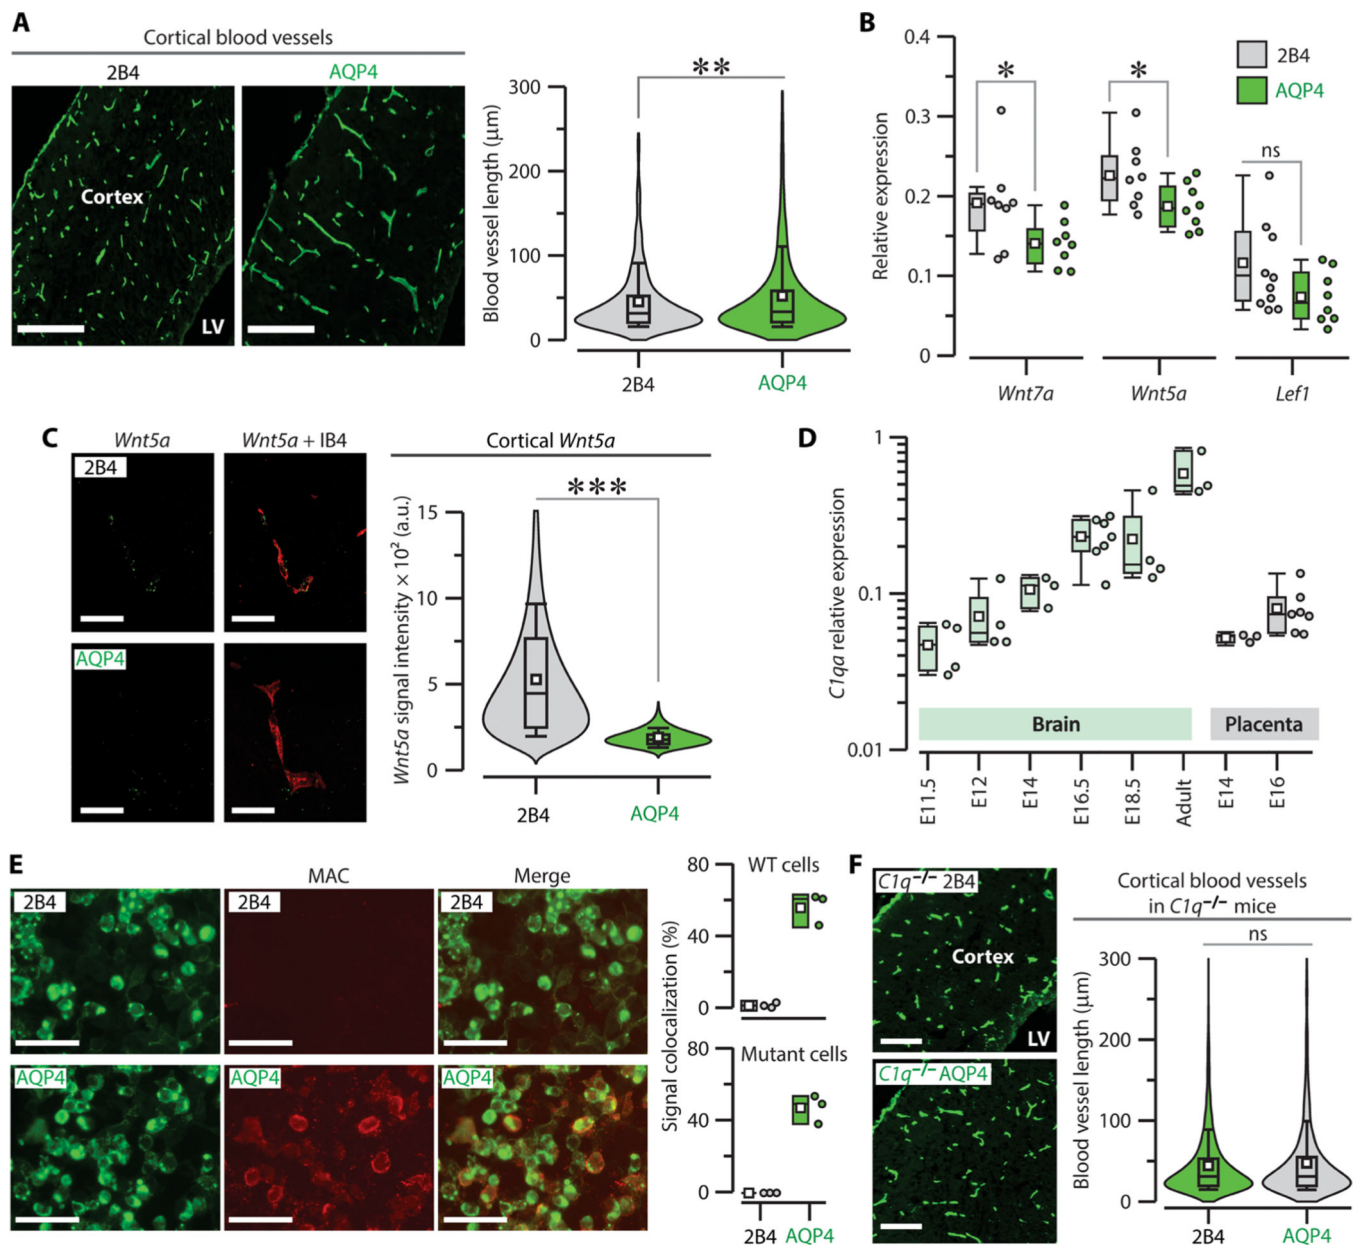 A
Cortical blood vessels
2B4
AQP4
Cortex
LV
Blood vessel length (μm)
300
200
100
0
**
2B4
AQP4
B
Relative expression
0.4
0.3
0.2
0.1
0
2B4
AQP4
*
*
ns
Wnt7a
Wnt5a
Lef1
C
Wnt5a
Wnt5a + IB4
2B4
AQP4
Cortical Wnt5a
Wnt5a signal intensity × 10² (a.u.)
15
10
5
0
***
2B4
AQP4
D
C1qa relative expression
1
0.1
0.01
Brain
Placenta
E11.5
E12
E14
E16.5
E18.5
Adult
E14
E16
E
MAC
Merge
2B4
2B4
2B4
AQP4
AQP4
AQP4
Signal colocalization (%)
80
WT cells
40
0
80
Mutant cells
40
0
2B4
AQP4
F
C1q−/− 2B4
Cortex
LV
C1q−/− AQP4
Cortical blood vessels
in C1q−/− mice
ns
Blood vessel length (μm)
300
200
100
0
2B4
AQP4